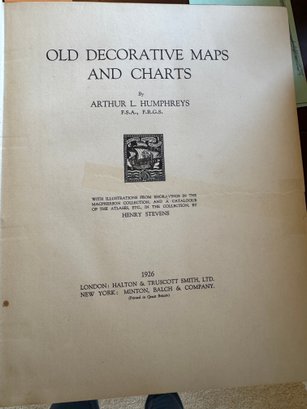 OLD DECORATIVE MAPS
AND CHARTS
By
ARTHUR L. HUMPHREYS
F.S.A., F.R.G.S.
WITH ILLUSTRATIONS FROM ENGRAVINGS IN THE
MACPHERSON COLLECTION, AND A CATALOGUE
OF THE ATLASES, ETC., IN THE COLLECTION, BY
HENRY STEVENS
1926
LONDON: HALTON & TRUSCOTT SMITH, LTD.
NEW YORK: MINTON, BALCH & COMPANY.
(Printed in Great Britain)